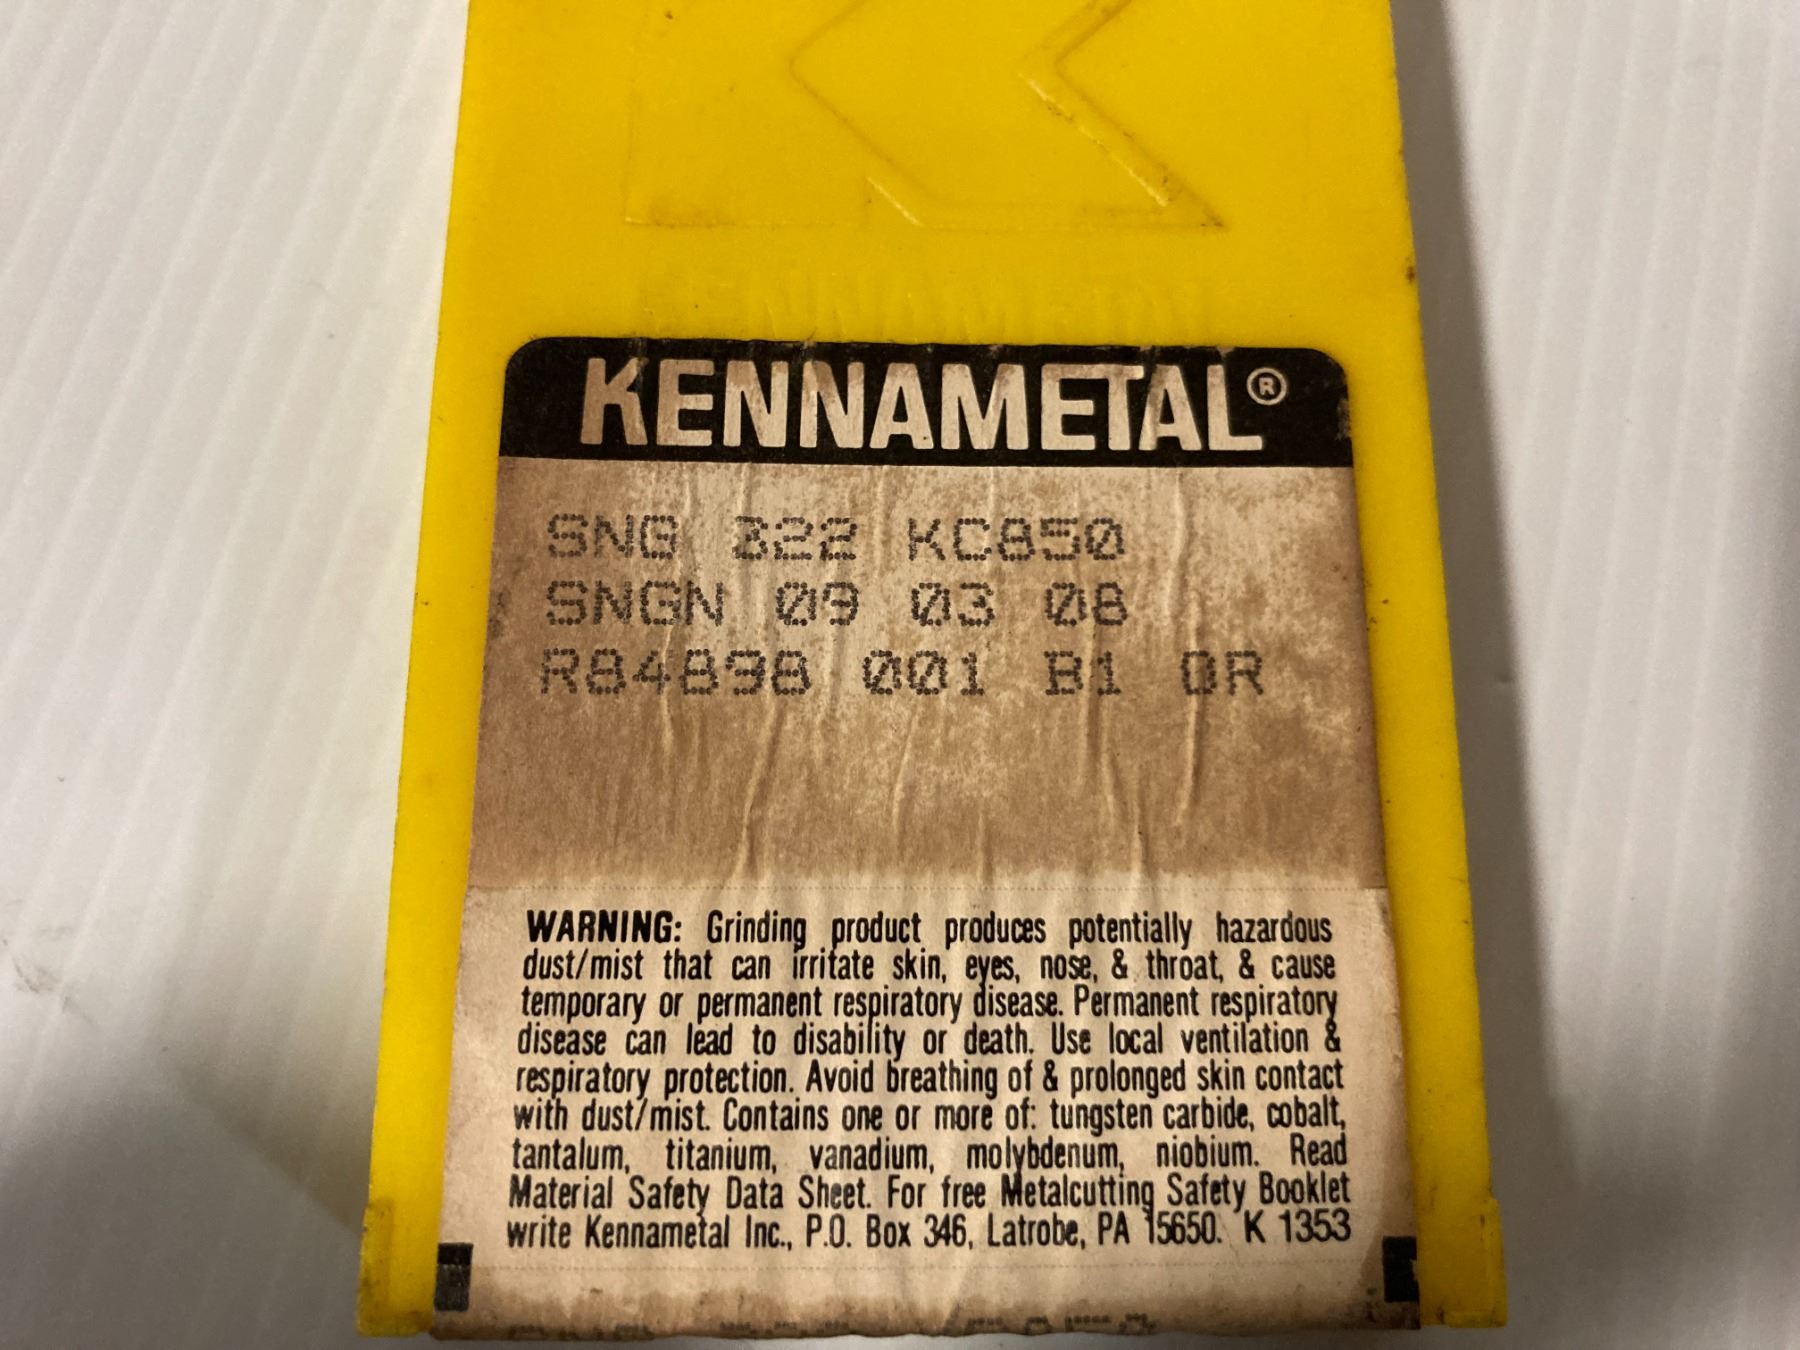 KENNAMETAL®
SNG 322 KC850
SNGN 09 03 08
R84898 001 B1 OR
WARNING: Grinding product produces potentially hazardous
dust/mist that can irritate skin, eyes, nose, & throat, & cause
temporary or permanent respiratory disease. Permanent respiratory
disease can lead to disability or death. Use local ventilation &
respiratory protection. Avoid breathing of & prolonged skin contact
with dust/mist. Contains one or more of: tungsten carbide, cobalt,
tantalum, titanium, vanadium, molybdenum, niobium. Read
Material Safety Data Sheet. For free Metalcutting Safety Booklet
write Kennametal Inc., P.O. Box 346, Latrobe, PA 15650. K 1353